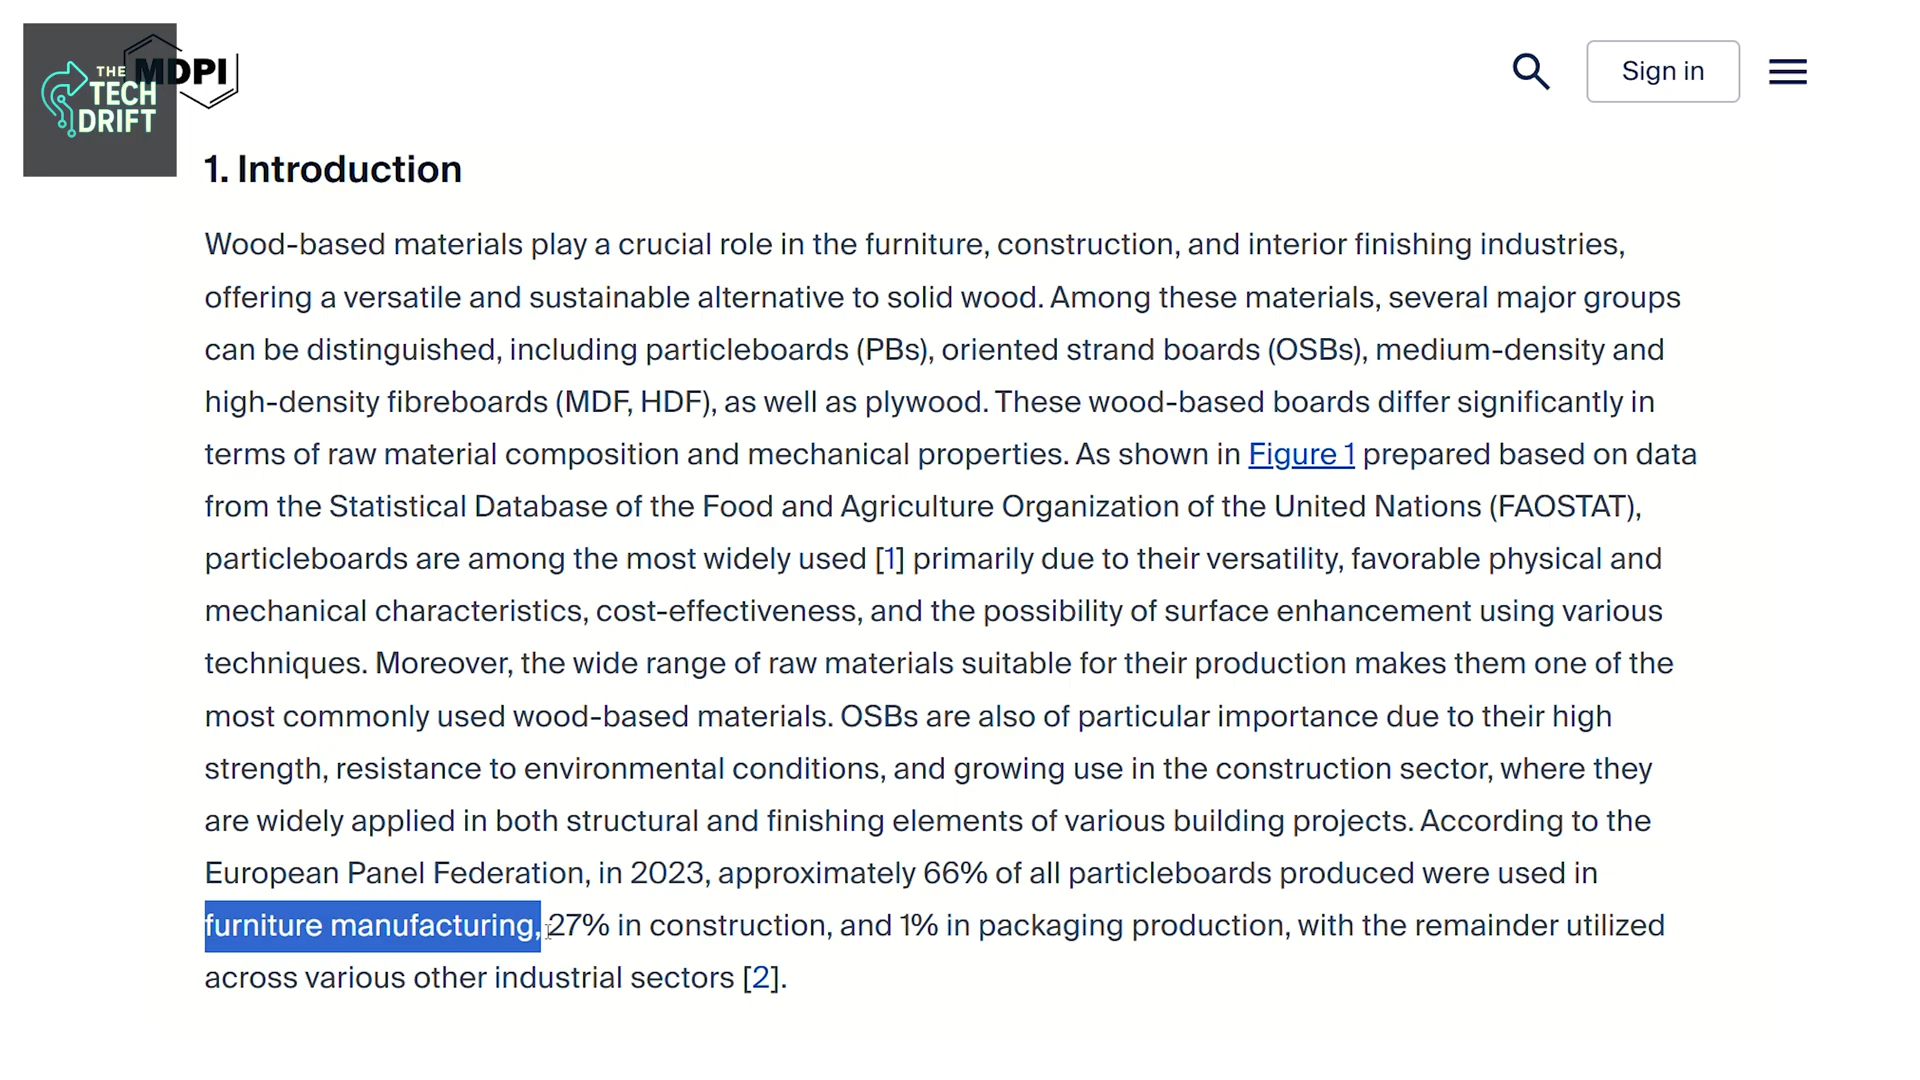 THE
TECH
DRIFT
MDPI
Sign in
1. Introduction
Wood-based materials play a crucial role in the furniture, construction, and interior finishing industries,
offering a versatile and sustainable alternative to solid wood. Among these materials, several major groups
can be distinguished, including particleboards (PBs), oriented strand boards (OSBs), medium-density and
high-density fibreboards (MDF, HDF), as well as plywood. These wood-based boards differ significantly in
terms of raw material composition and mechanical properties. As shown in Figure 1 prepared based on data
from the Statistical Database of the Food and Agriculture Organization of the United Nations (FAOSTAT),
particleboards are among the most widely used [1] primarily due to their versatility, favorable physical and
mechanical characteristics, cost-effectiveness, and the possibility of surface enhancement using various
techniques. Moreover, the wide range of raw materials suitable for their production makes them one of the
most commonly used wood-based materials. OSBs are also of particular importance due to their high
strength, resistance to environmental conditions, and growing use in the construction sector, where they
are widely applied in both structural and finishing elements of various building projects. According to the
European Panel Federation, in 2023, approximately 66% of all particleboards produced were used in
furniture manufacturing, 27% in construction, and 1% in packaging production, with the remainder utilized
across various other industrial sectors [2].